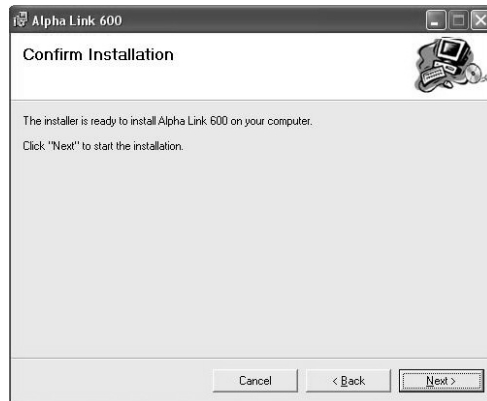 Alpha Link 600
Confirm Installation
The installer is ready to install Alpha Link 600 on your computer.
Click "Next" to start the installation.
Cancel
< Back
Next >